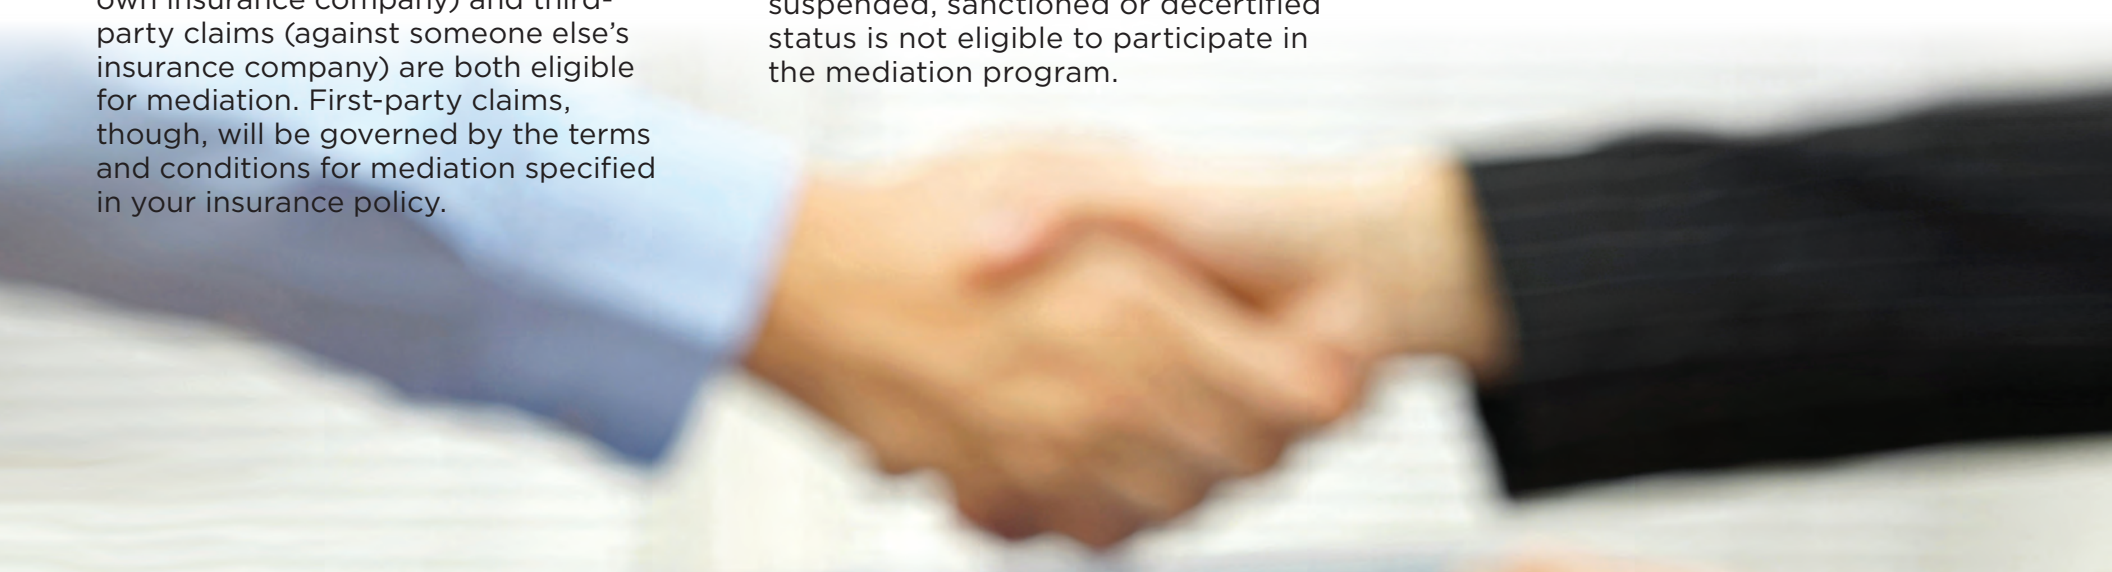 own insurance company) and third-
party claims (against someone else’s
insurance company) are both eligible
for mediation. First-party claims,
though, will be governed by the terms
and conditions for mediation specified
in your insurance policy.
suspended, sanctioned or decertified
status is not eligible to participate in
the mediation program.